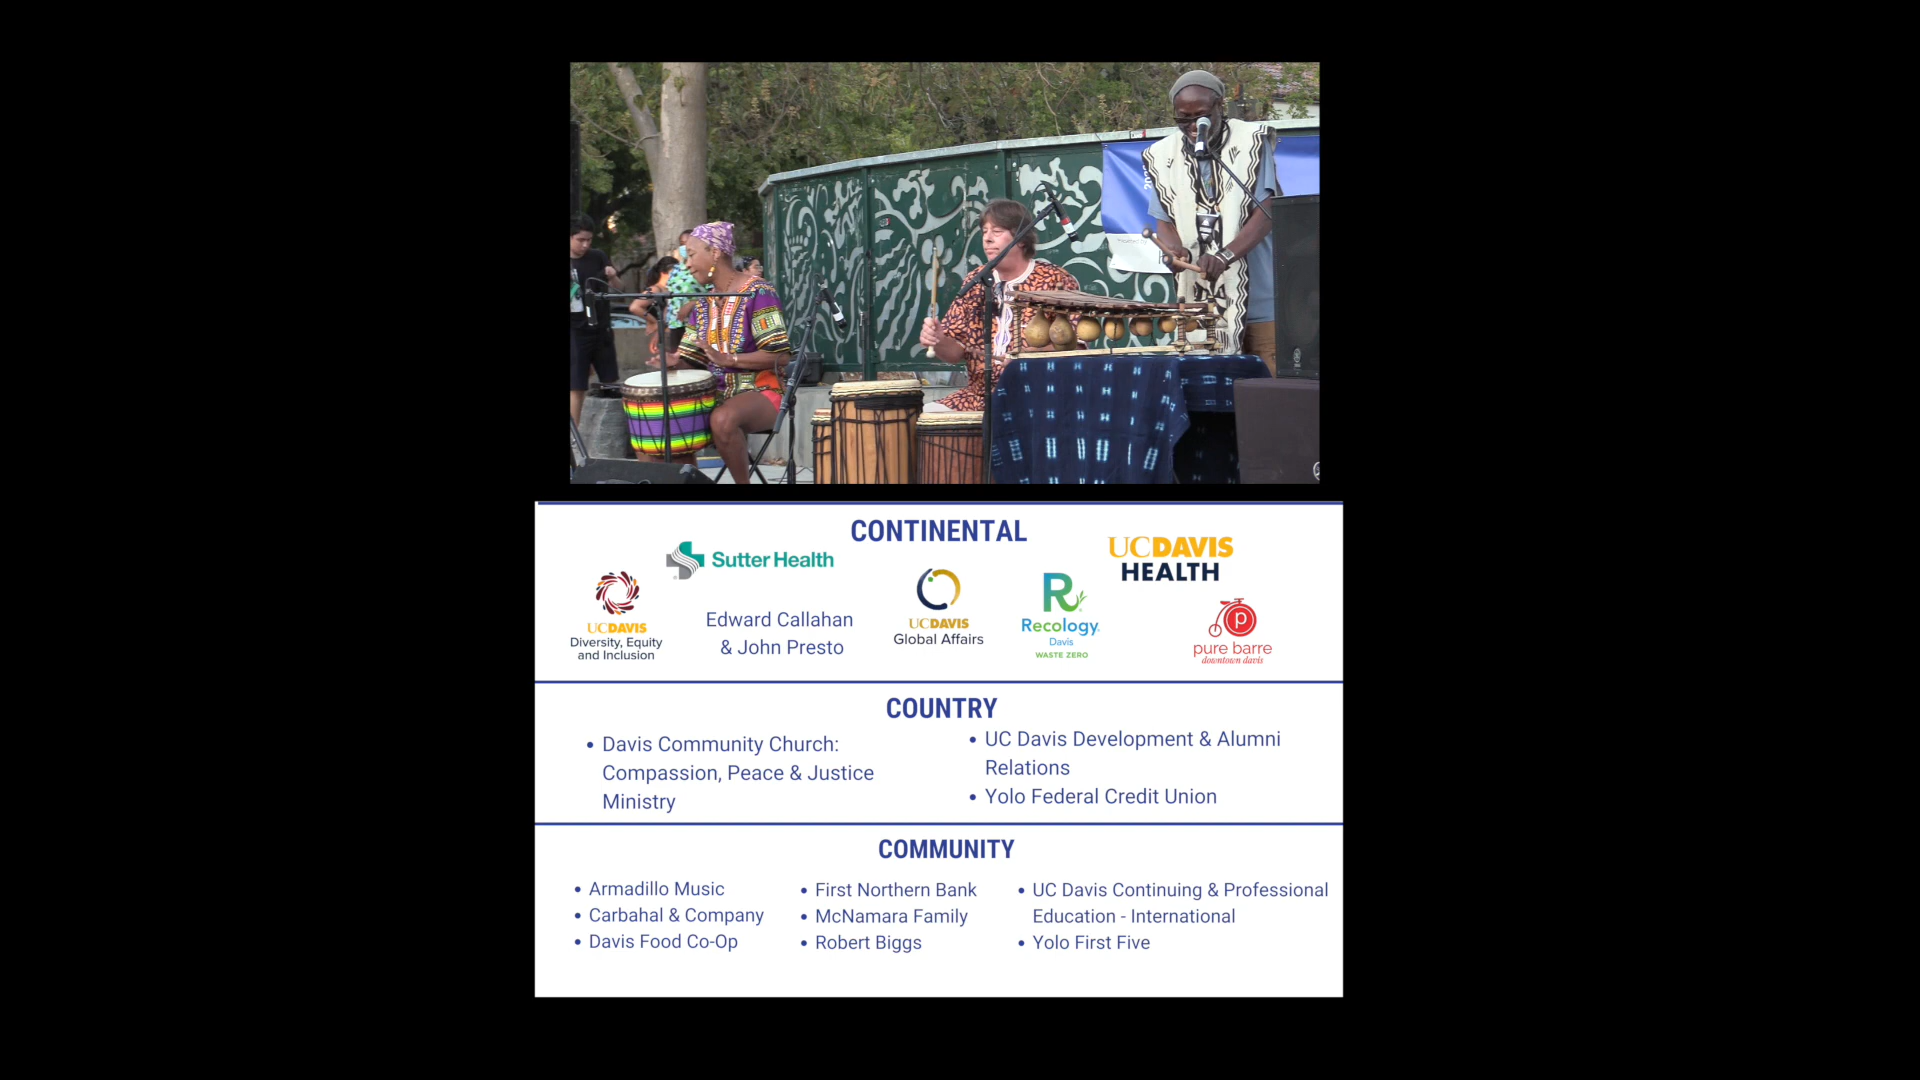 CONTINENTAL
Sutter Health
UCDAVIS
HEALTH
UCDAVIS
Diversity, Equity
and Inclusion
Edward Callahan
& John Presto
UCDAVIS
Global Affairs
R
Recology
Davis
WASTE ZERO
p
pure barre
downtown davis
COUNTRY
• Davis Community Church:
Compassion, Peace & Justice
Ministry
• UC Davis Development & Alumni
Relations
• Yolo Federal Credit Union
COMMUNITY
• Armadillo Music
• Carbahal & Company
• Davis Food Co-Op
• First Northern Bank
• McNamara Family
• Robert Biggs
• UC Davis Continuing & Professional
Education - International
• Yolo First Five